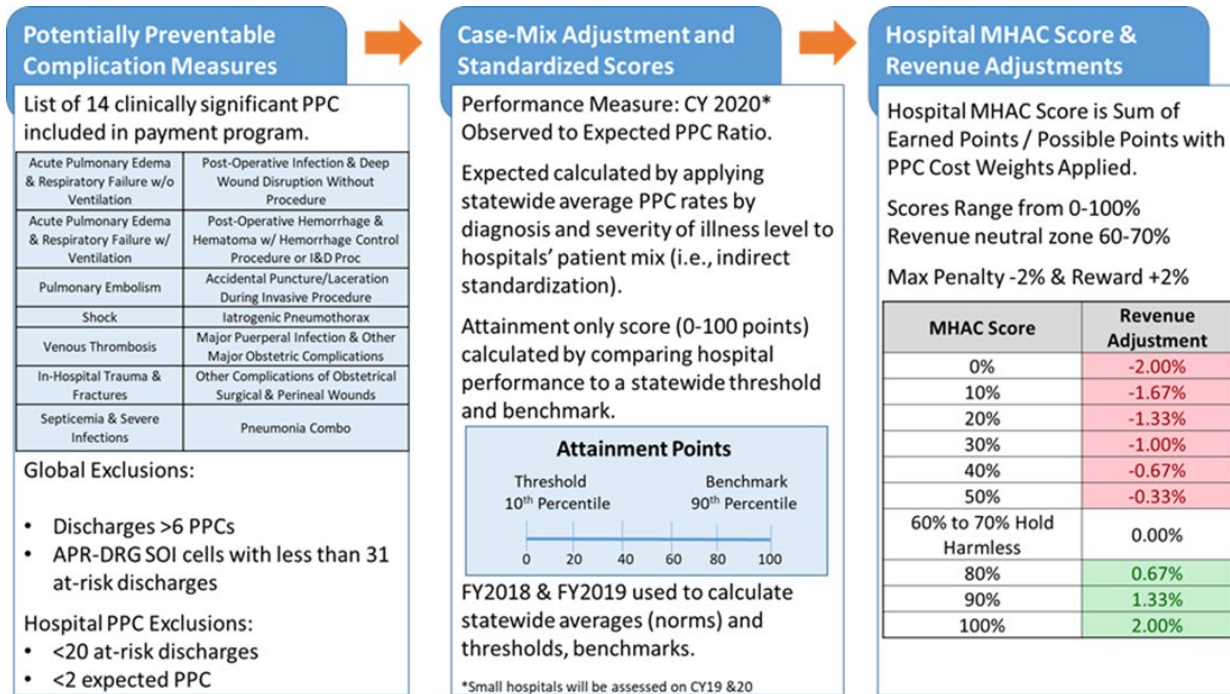 Potentially Preventable
Complication Measures
List of 14 clinically significant PPC
included in payment program.
Acute Pulmonary Edema
& Respiratory Failure w/o
Ventilation
Post-Operative Infection & Deep
Wound Disruption Without
Procedure
Acute Pulmonary Edema
& Respiratory Failure w/
Ventilation
Post-Operative Hemorrhage &
Hematoma w/ Hemorrhage Control
Procedure or I&D Proc
Pulmonary Embolism
Accidental Puncture/Laceration
During Invasive Procedure
Shock
Iatrogenic Pneumothorax
Venous Thrombosis
Major Puerperal Infection & Other
Major Obstetric Complications
In-Hospital Trauma &
Fractures
Other Complications of Obstetrical
Surgical & Perineal Wounds
Septicemia & Severe
Infections
Pneumonia Combo
Global Exclusions:
• Discharges >6 PPCs
• APR-DRG SOI cells with less than 31
at-risk discharges
Hospital PPC Exclusions:
• <20 at-risk discharges
• <2 expected PPC
Case-Mix Adjustment and
Standardized Scores
Performance Measure: CY 2020*
Observed to Expected PPC Ratio.
Expected calculated by applying
statewide average PPC rates by
diagnosis and severity of illness level to
hospitals' patient mix (i.e., indirect
standardization).
Attainment only score (0-100 points)
calculated by comparing hospital
performance to a statewide threshold
and benchmark.
Attainment Points
Threshold
10th Percentile
Benchmark
90th Percentile
0 20 40 60 80 100
FY2018 & FY2019 used to calculate
statewide averages (norms) and
thresholds, benchmarks.
*Small hospitals will be assessed on CY19 &20
Hospital MHAC Score &
Revenue Adjustments
Hospital MHAC Score is Sum of
Earned Points / Possible Points with
PPC Cost Weights Applied.
Scores Range from 0-100%
Revenue neutral zone 60-70%
Max Penalty -2% & Reward +2%
MHAC Score
Revenue
Adjustment
0% -2.00%
10% -1.67%
20% -1.33%
30% -1.00%
40% -0.67%
50% -0.33%
60% to 70% Hold
Harmless
0.00%
80% 0.67%
90% 1.33%
100% 2.00%